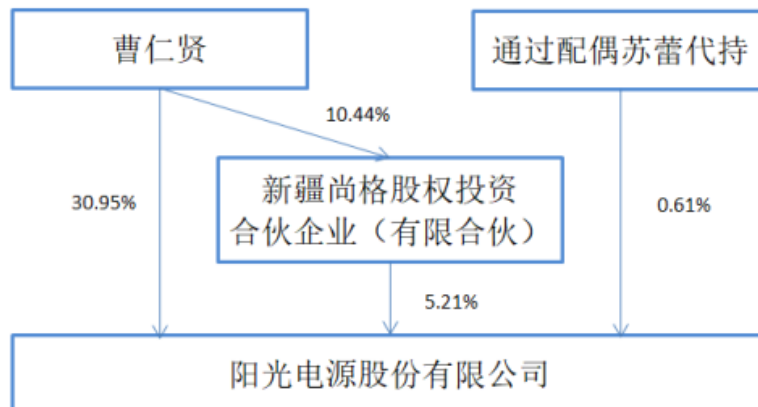 曹仁贤
通过配偶苏蕾代持
10.44%
新疆尚格股权投资
合伙企业（有限合伙）
30.95%
0.61%
5.21%
阳光电源股份有限公司